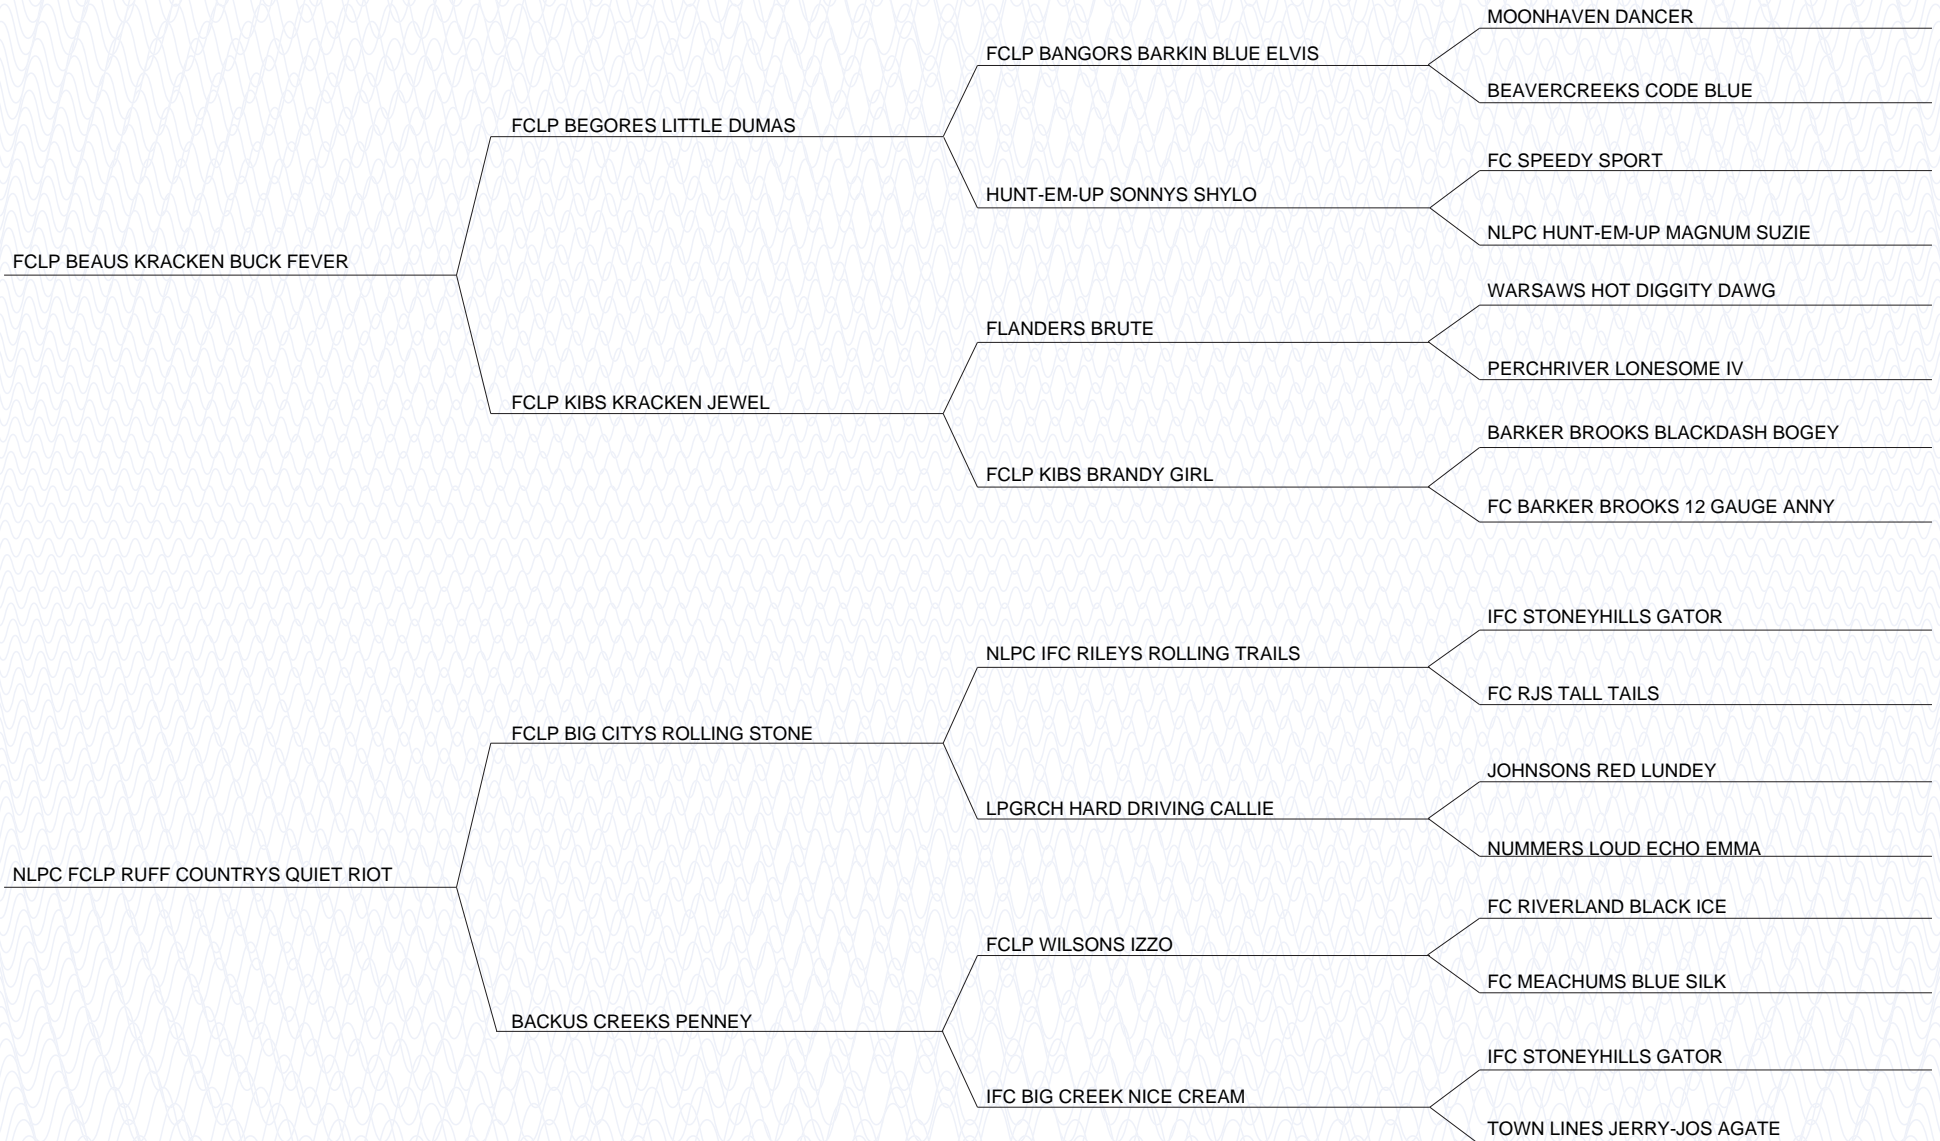 MOONHAVEN DANCER
FCLP BANGORS BARKIN BLUE ELVIS
BEAVERCREEKS CODE BLUE
FCLP BEGORES LITTLE DUMAS
FC SPEEDY SPORT
HUNT-EM-UP SONNYS SHYLO
NLPC HUNT-EM-UP MAGNUM SUZIE
FCLP BEAUS KRACKEN BUCK FEVER
WARSAWS HOT DIGGITY DAWG
FLANDERS BRUTE
PERCHRIVER LONESOME IV
FCLP KIBS KRACKEN JEWEL
BARKER BROOKS BLACKDASH BOGEY
FCLP KIBS BRANDY GIRL
FC BARKER BROOKS 12 GAUGE ANNY
IFC STONEYHILLS GATOR
NLPC IFC RILEYS ROLLING TRAILS
FC RJS TALL TAILS
FCLP BIG CITYS ROLLING STONE
JOHNSONS RED LUNDEY
LPGRCH HARD DRIVING CALLIE
NUMMERS LOUD ECHO EMMA
NLPC FCLP RUFF COUNTRYS QUIET RIOT
FC RIVERLAND BLACK ICE
FCLP WILSONS IZZO
FC MEACHUMS BLUE SILK
BACKUS CREEKS PENNEY
IFC STONEYHILLS GATOR
IFC BIG CREEK NICE CREAM
TOWN LINES JERRY-JOS AGATE